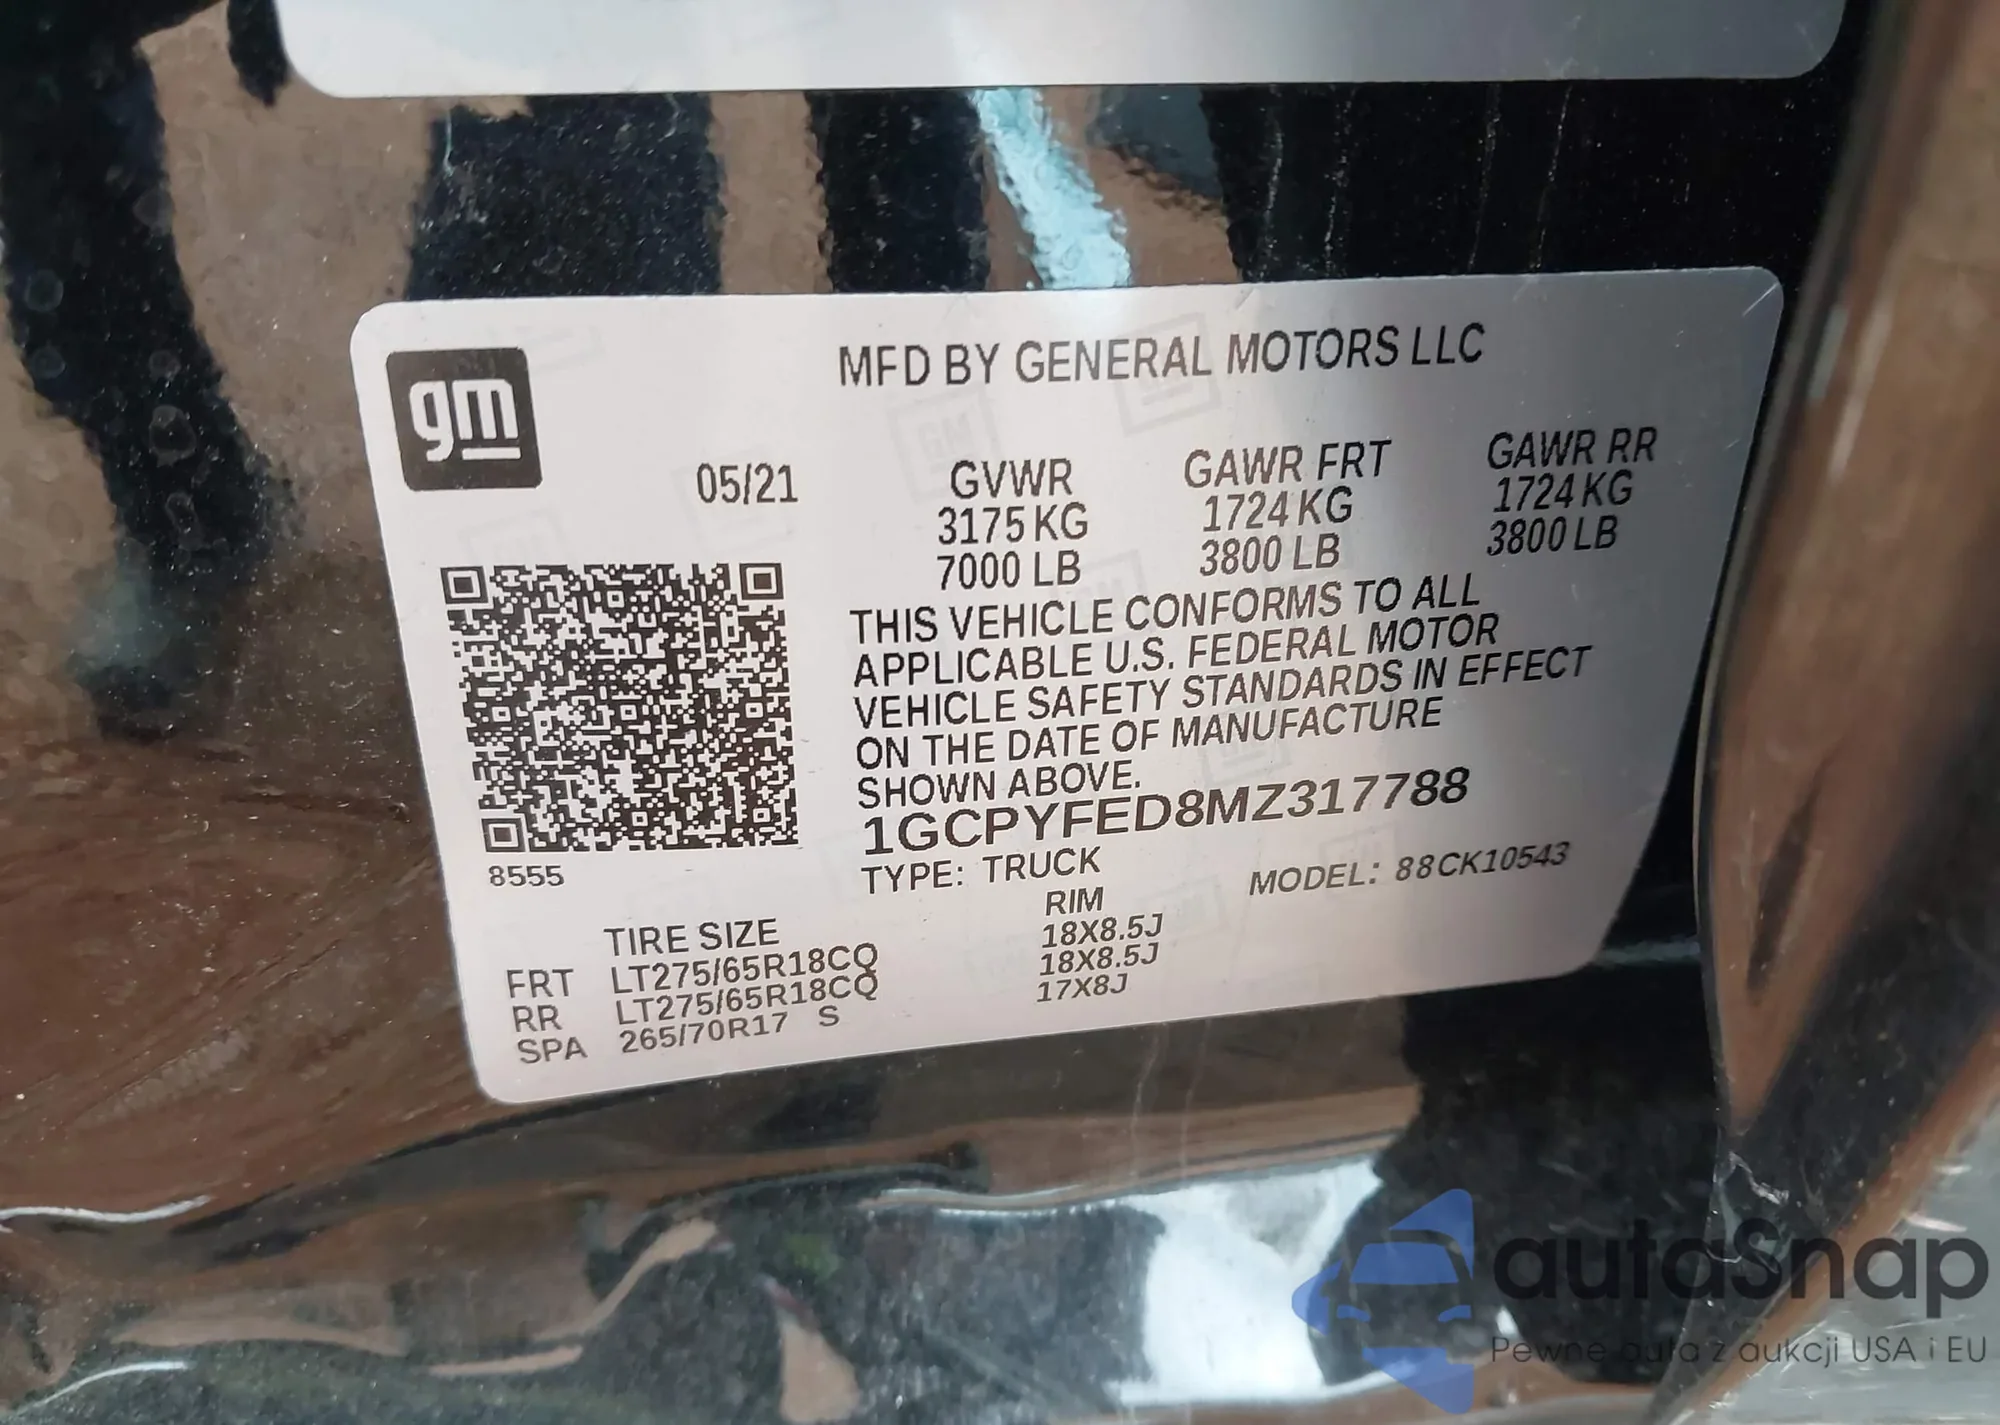 gm
MFD BY GENERAL MOTORS LLC
05/21
GVWR
3175 KG
7000 LB
GAWR FRT
1724 KG
3800 LB
GAWR RR
1724 KG
3800 LB
THIS VEHICLE CONFORMS TO ALL
APPLICABLE U.S. FEDERAL MOTOR
VEHICLE SAFETY STANDARDS IN EFFECT
ON THE DATE OF MANUFACTURE
SHOWN ABOVE.
1GCPYFED8MZ317788
8555
TYPE: TRUCK
MODEL: 88CK10543
TIRE SIZE RIM
FRT LT275/65R18CQ 18X8.5J
RR LT275/65R18CQ 18X8.5J
SPA 265/70R17 S 17X8J
autaSnap
Pewne auta z aukcji USA i EU